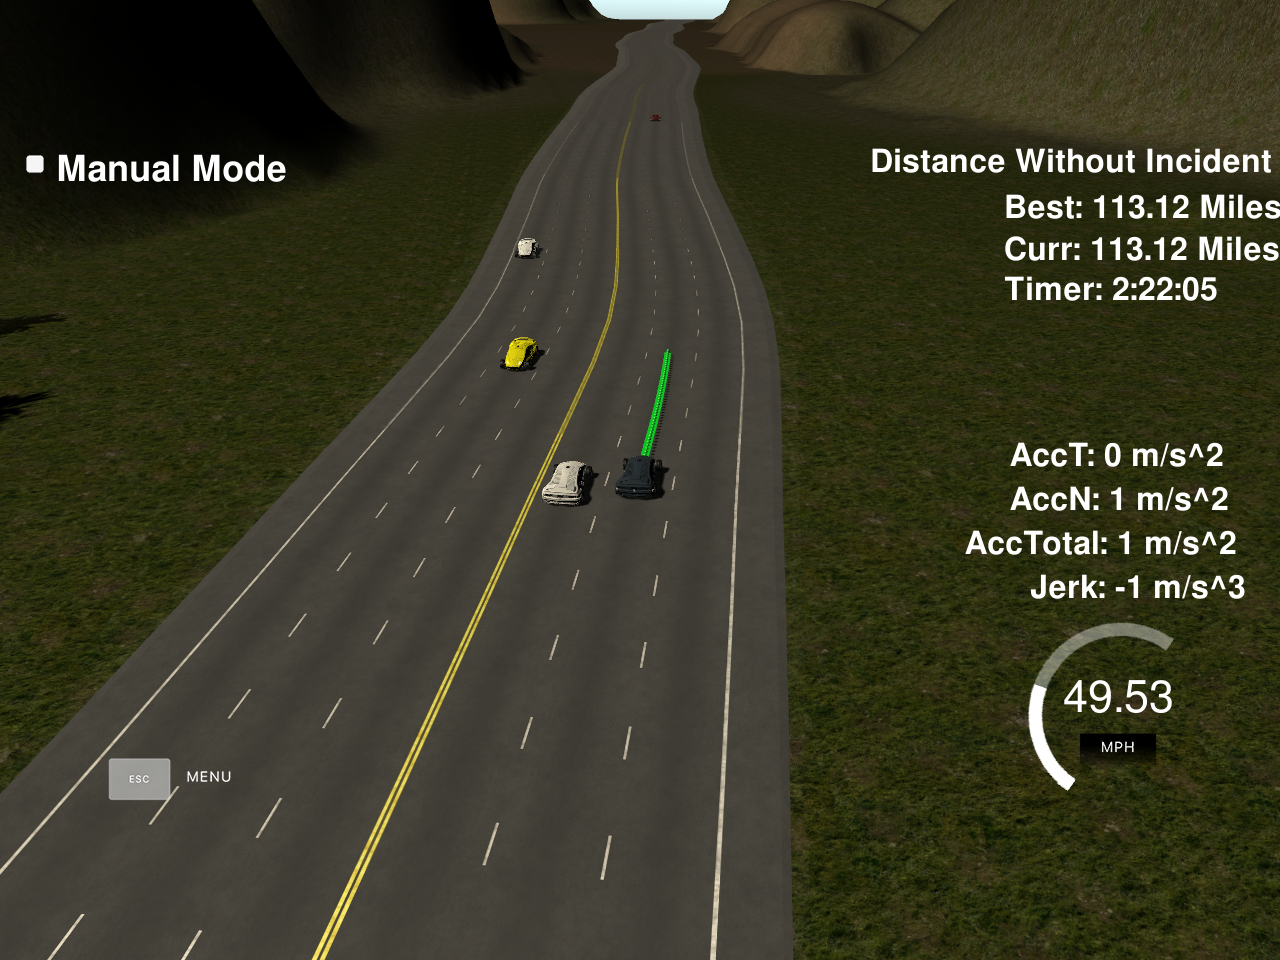 Manual Mode
Distance Without Incident
Best: 113.12 Miles
Curr: 113.12 Miles
Timer: 2:22:05
AccT: 0 m/s^2
AccN: 1 m/s^2
AccTotal: 1 m/s^2
Jerk: -1 m/s^3
49.53
MPH
ESC MENU